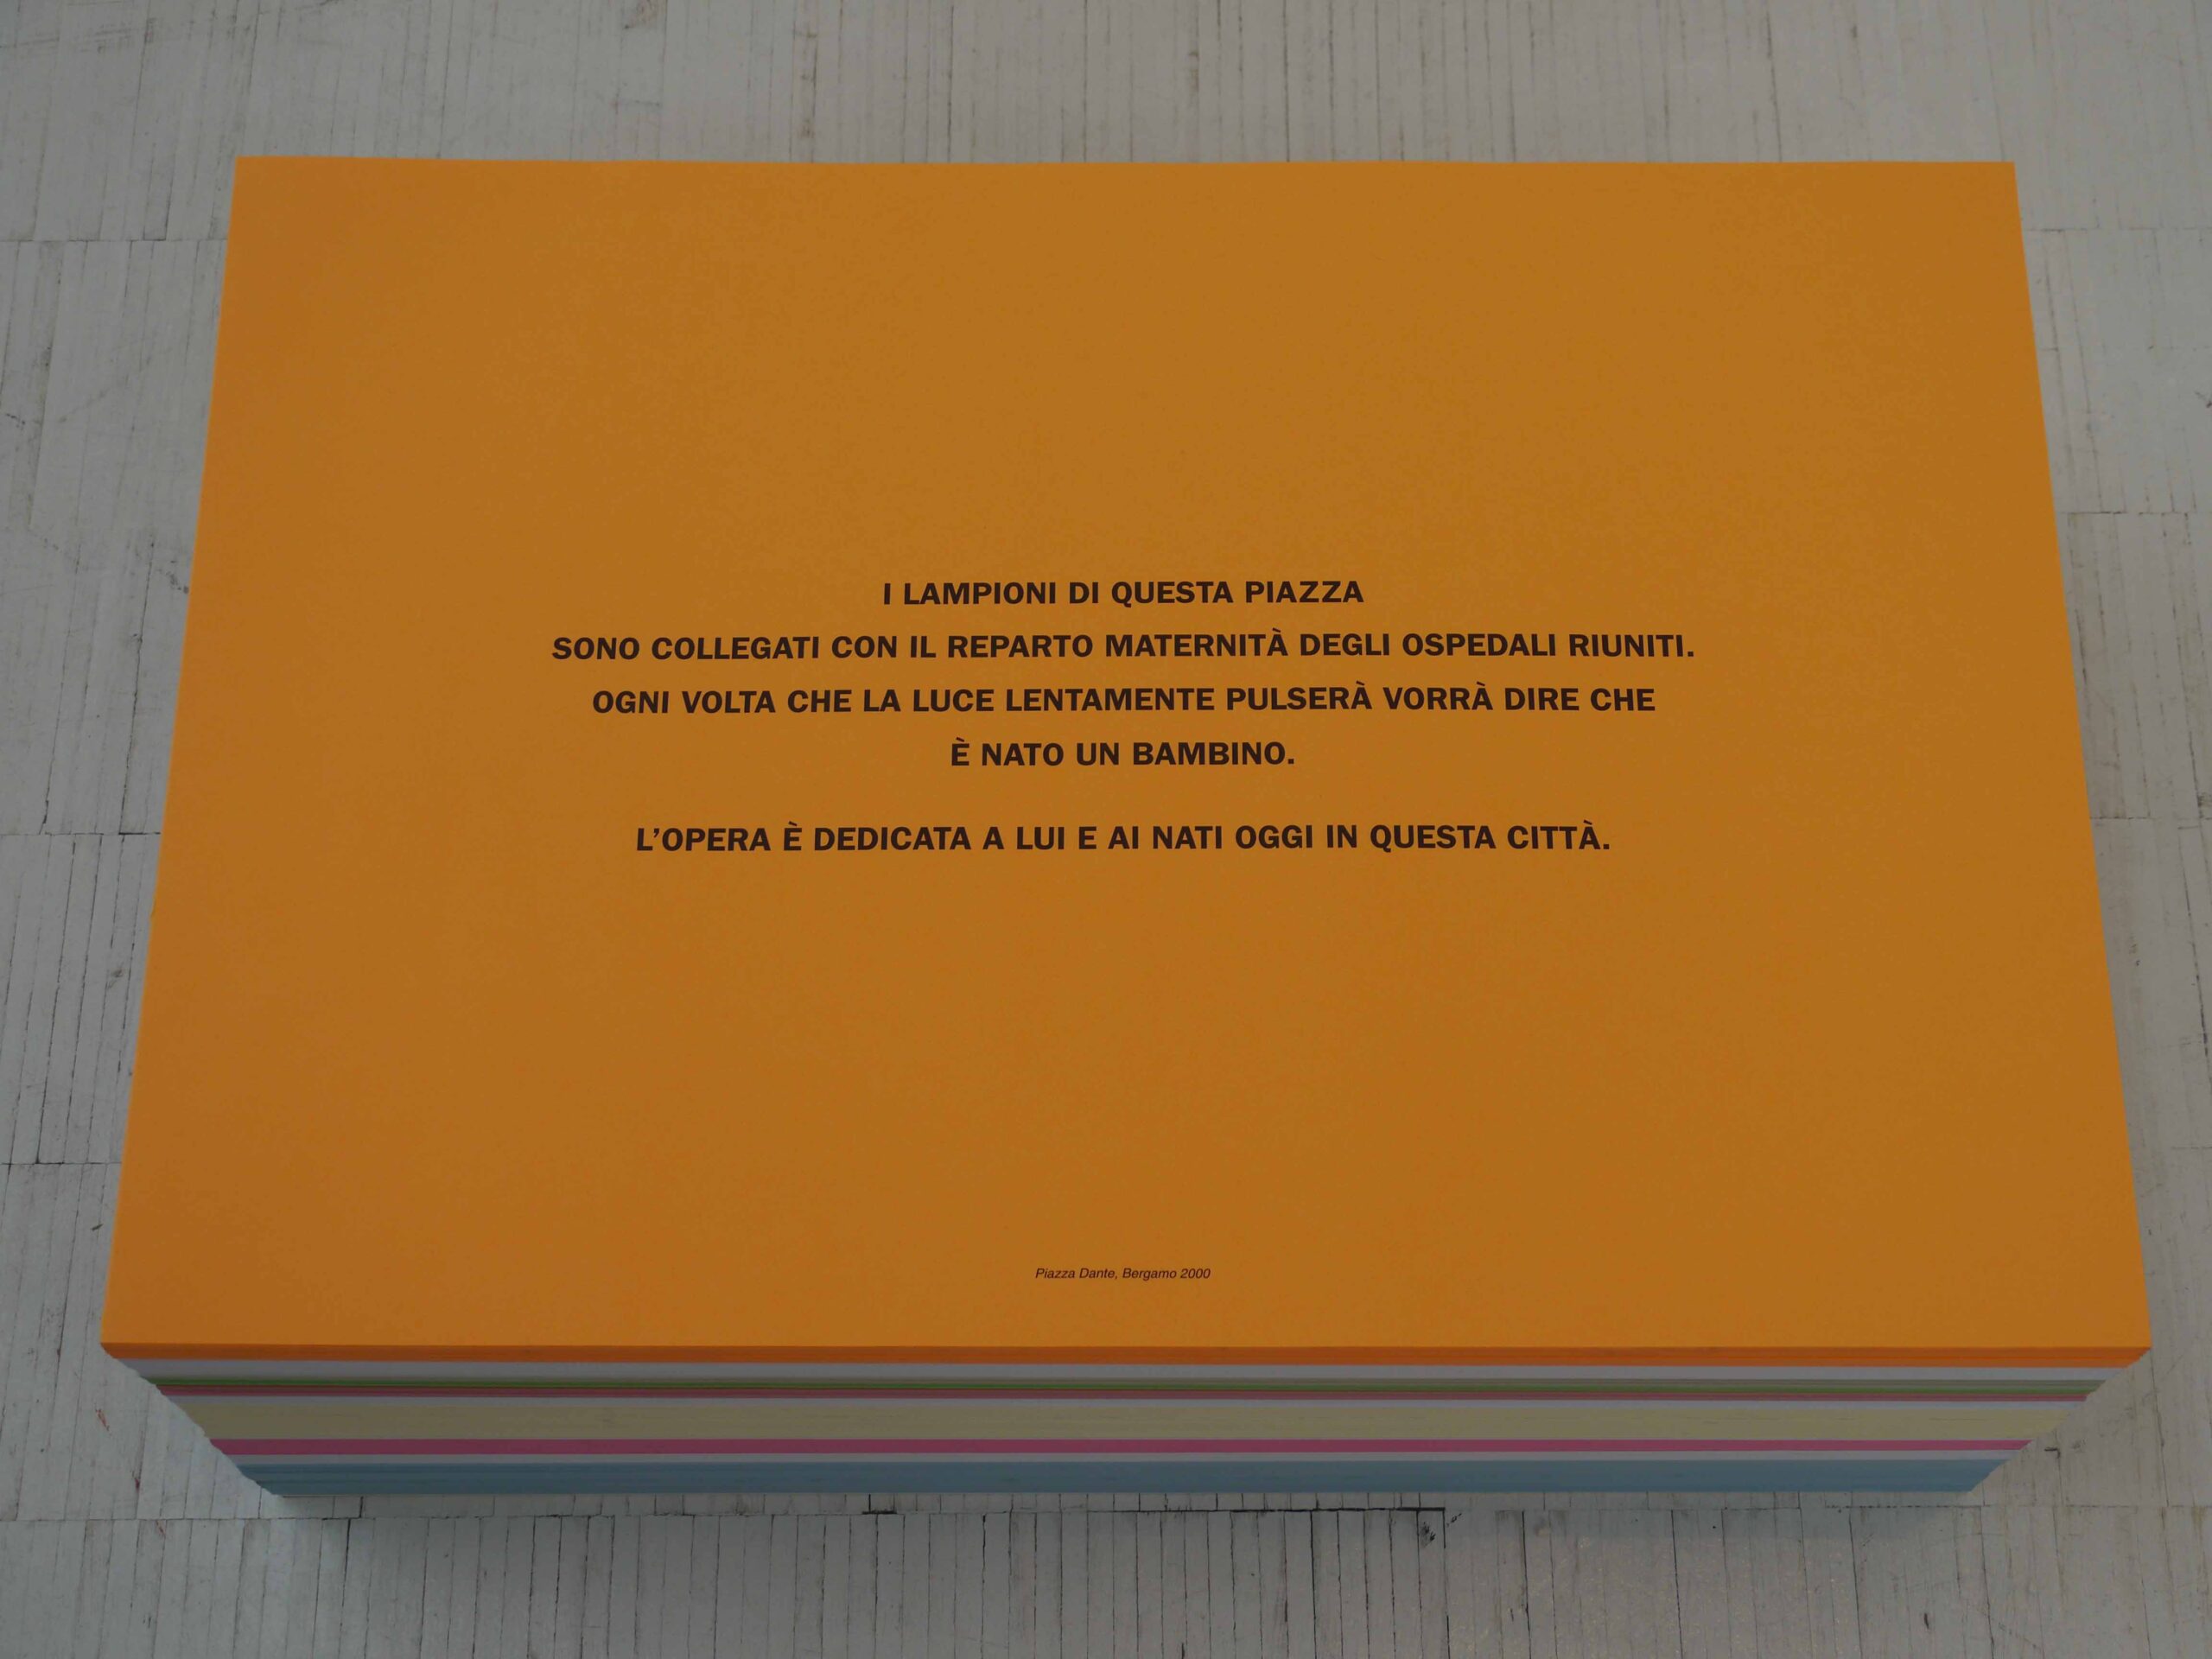 I LAMPIONI DI QUESTA PIAZZA
SONO COLLEGATI CON IL REPARTO MATERNITÀ DEGLI OSPEDALI RIUNITI.
OGNI VOLTA CHE LA LUCE LENTAMENTE PULSERÀ VORRÀ DIRE CHE
È NATO UN BAMBINO.
L’OPERA È DEDICATA A LUI E AI NATI OGGI IN QUESTA CITTÀ.
Piazza Dante, Bergamo 2000